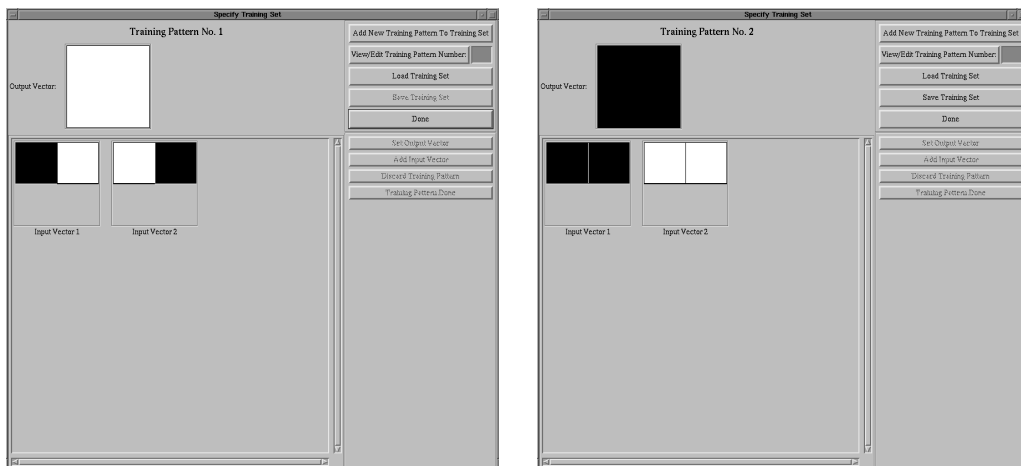 Specify Training Set
Training Pattern No. 1
Output Vector:
Add New Training Pattern To Training Set
View/Edit Training Pattern Number:
Load Training Set
Save Training Set
Done
Set Output Vector
Add Input Vector
Discard Training Pattern
Training Pattern Done
Input Vector 1
Input Vector 2
Specify Training Set
Training Pattern No. 2
Output Vector:
Add New Training Pattern To Training Set
View/Edit Training Pattern Number:
Load Training Set
Save Training Set
Done
Set Output Vector
Add Input Vector
Discard Training Pattern
Training Pattern Done
Input Vector 1
Input Vector 2